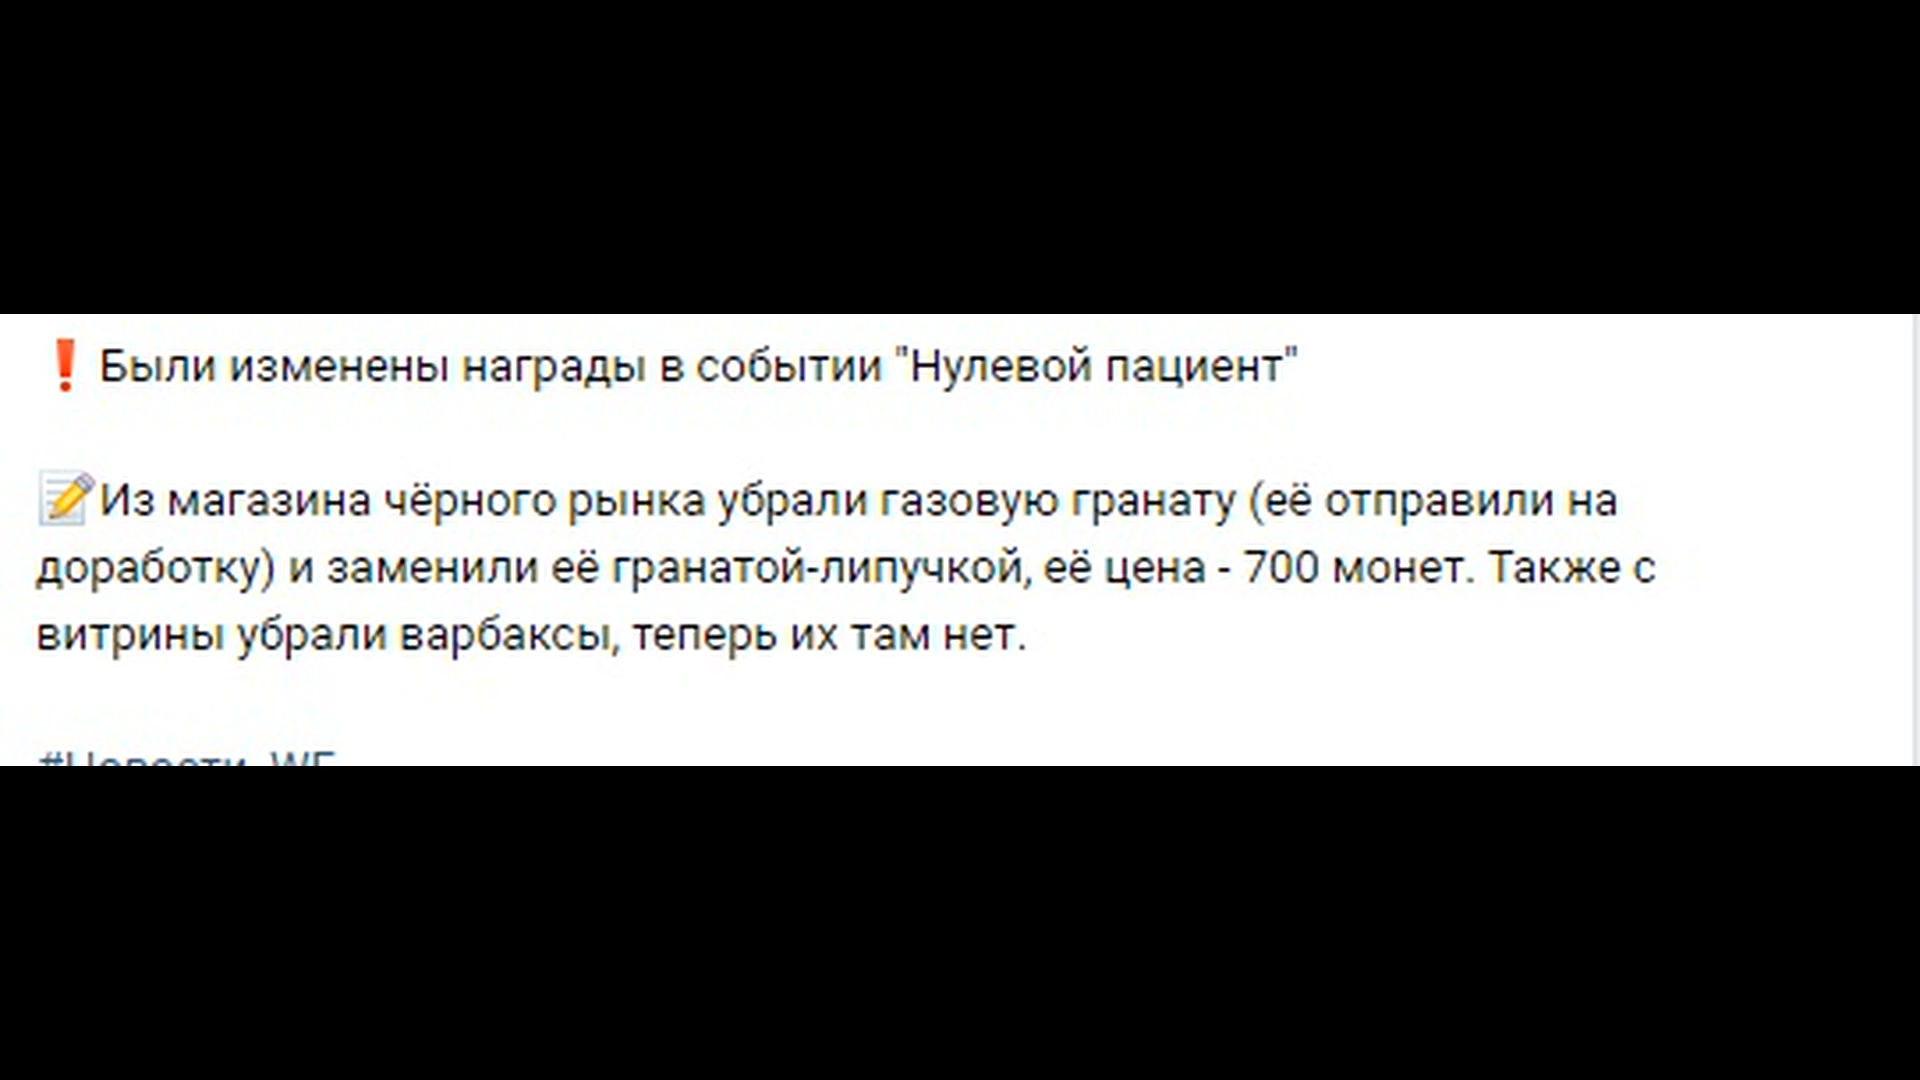 ❗ Были изменены награды в событии "Нулевой пациент"
📝Из магазина чёрного рынка убрали газовую гранату (её отправили на
доработку) и заменили её гранатой-липучкой, её цена - 700 монет. Также с
витрины убрали варбаксы, теперь их там нет.
#Новости_WF